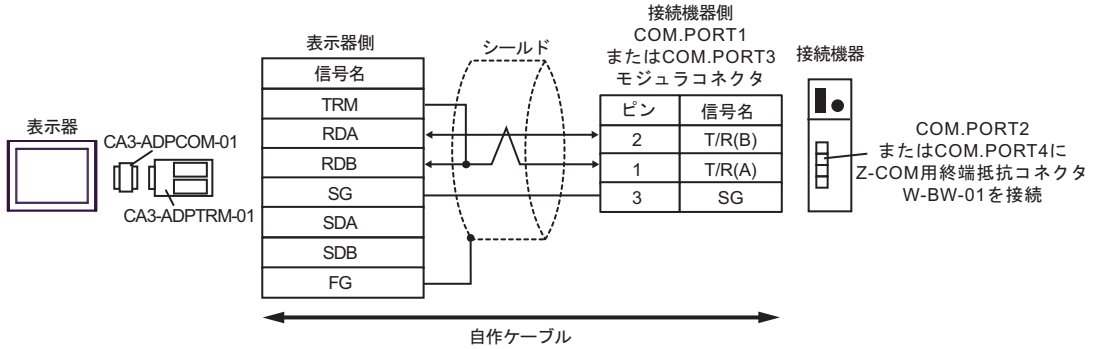 表示器
CA3-ADPCOM-01
CA3-ADPTRM-01
表示器側
信号名
TRM
RDA
RDB
SG
SDA
SDB
FG
シールド
接続機器側
COM.PORT1
またはCOM.PORT3
モジュラコネクタ
ピン 信号名
2 T/R(B)
1 T/R(A)
3 SG
接続機器
COM.PORT2
またはCOM.PORT4に
Z-COM用終端抵抗コネクタ
W-BW-01を接続
自作ケーブル